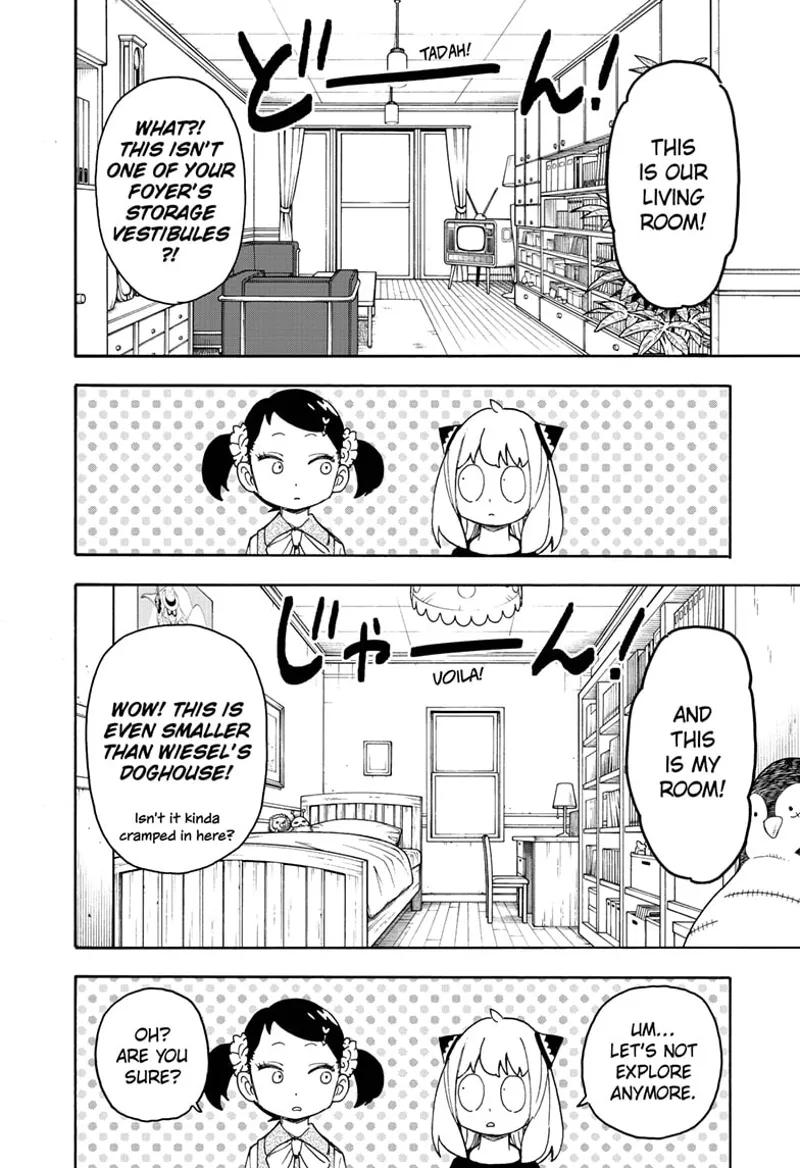 どーん!
TADAH!
THIS
IS OUR
LIVING
ROOM!
WHAT?!
THIS ISN'T
ONE OF YOUR
FOYER'S
STORAGE
VESTIBULES
?!
じゃーん!
VOILA!
AND
THIS
IS MY
ROOM!
WOW! THIS IS
EVEN SMALLER
THAN WIESEL'S
DOGHOUSE!
Isn't it kinda
cramped in here?
UM...
LET'S NOT
EXPLORE
ANYMORE.
OH?
ARE YOU
SURE?